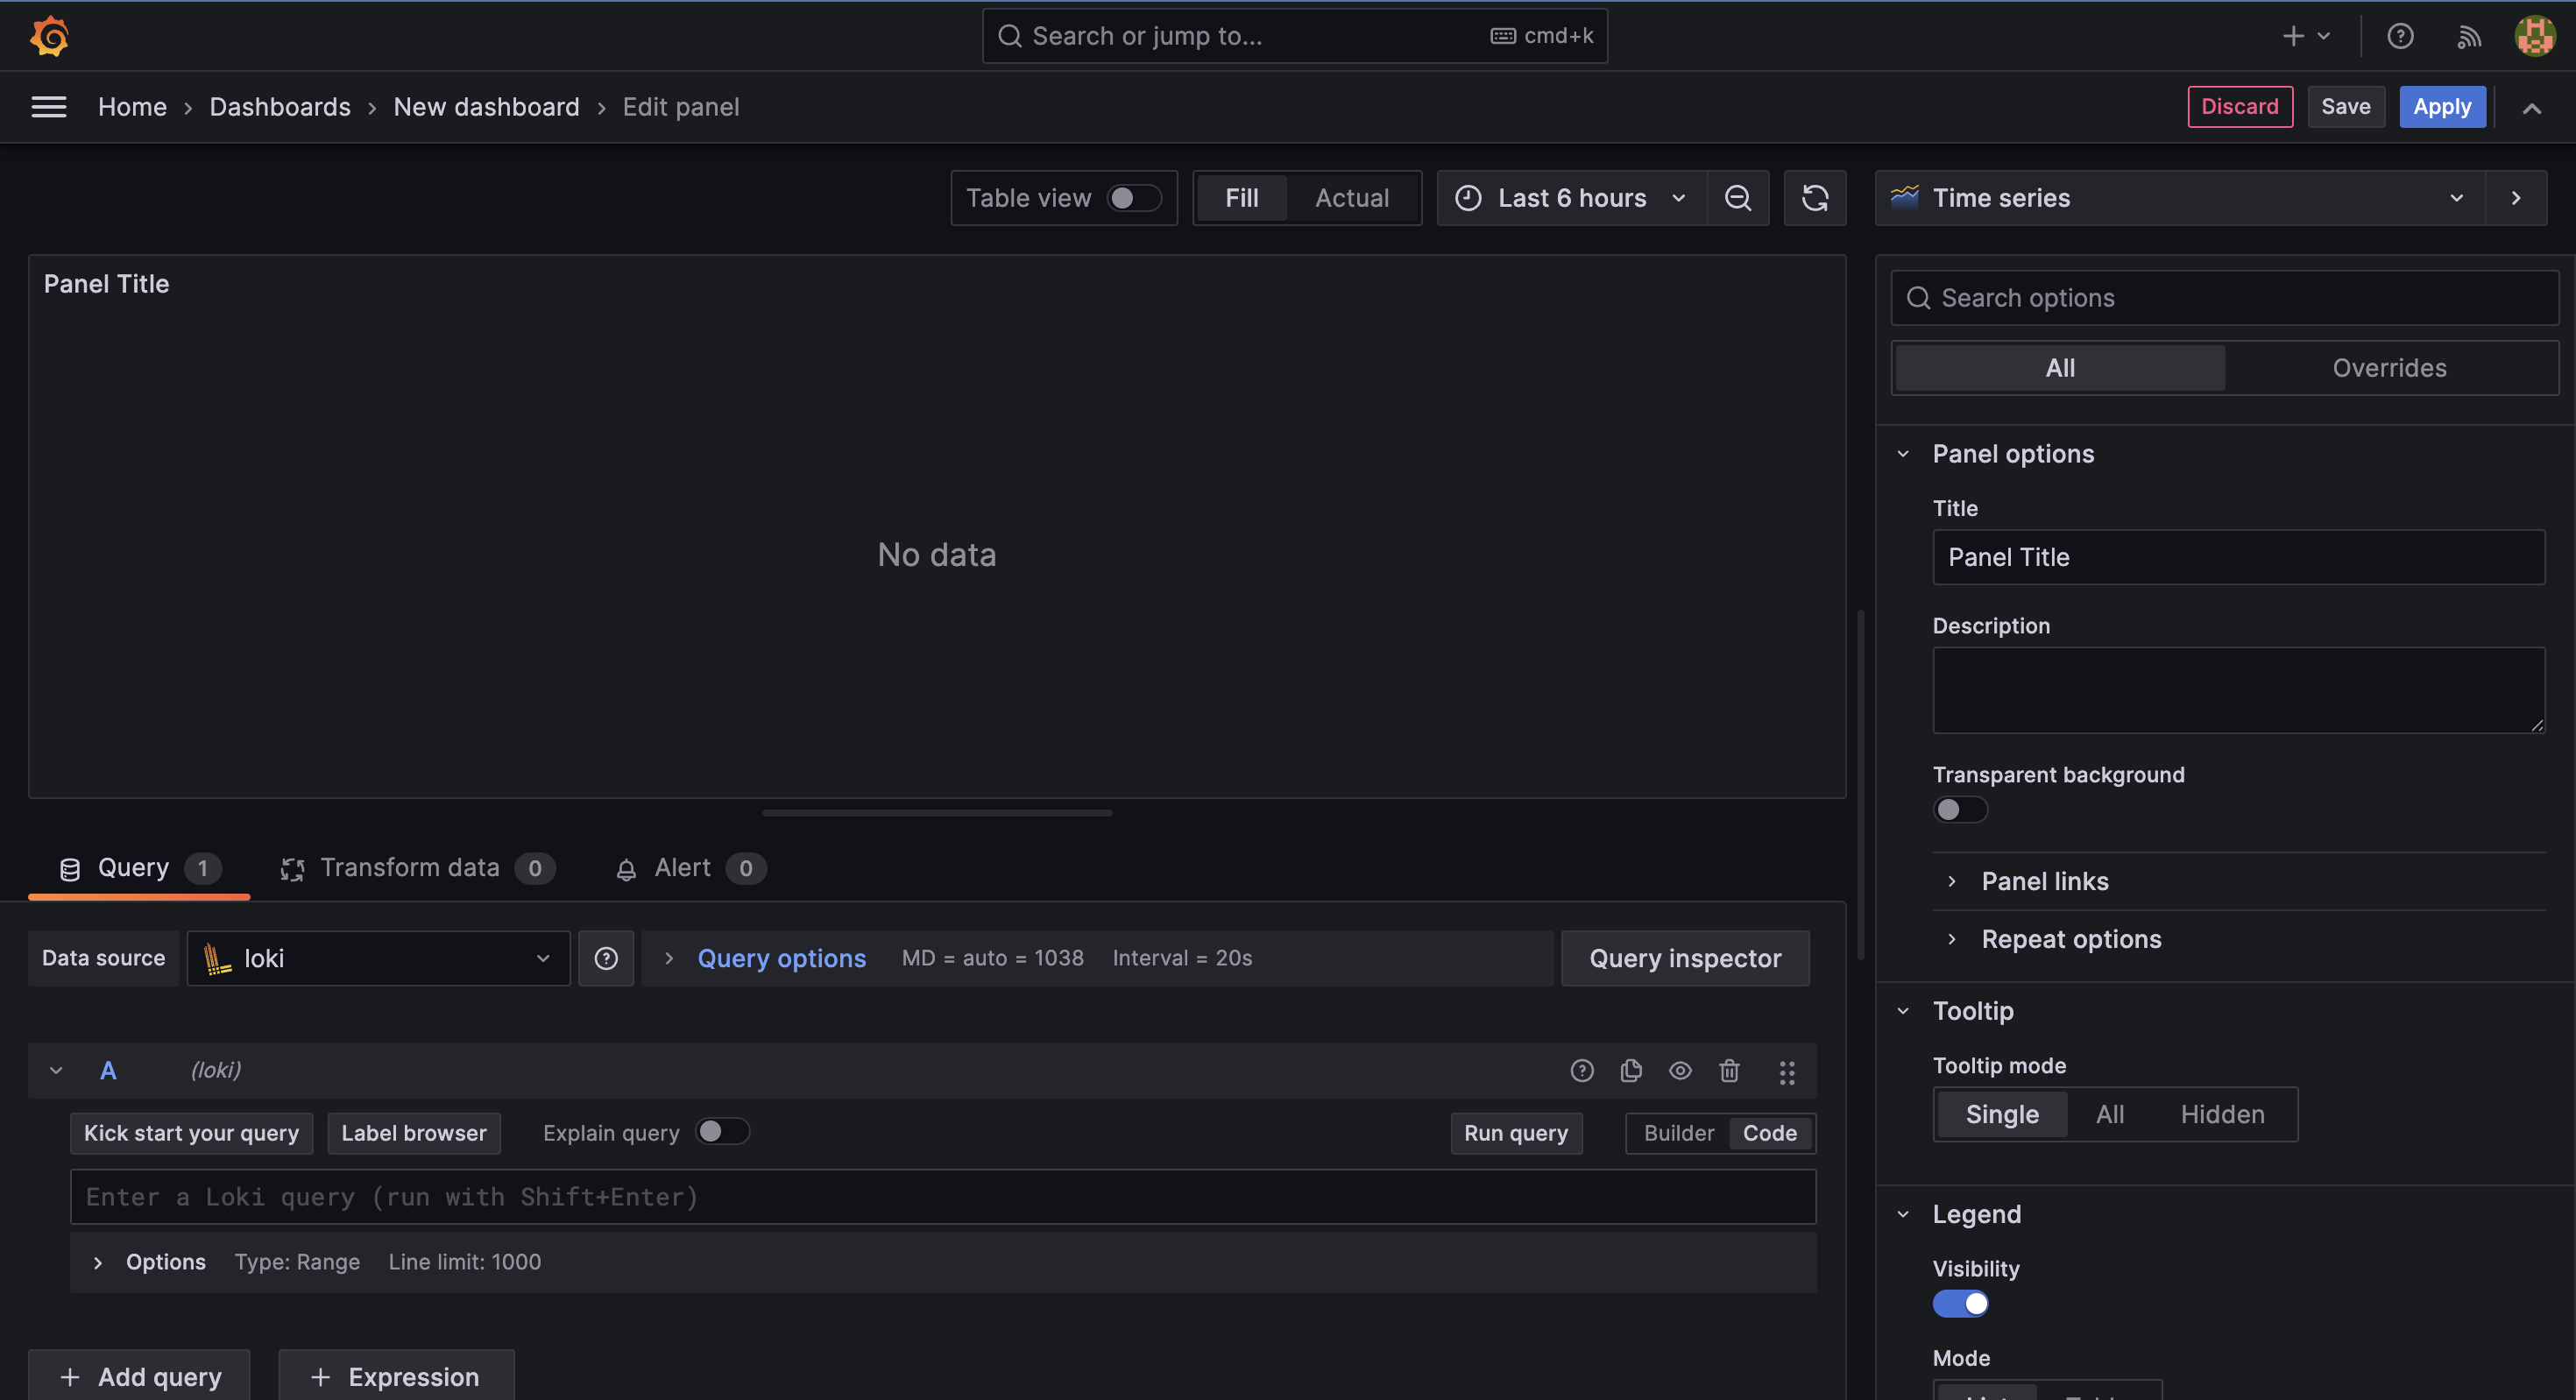 Search or jump to... cmd+k
Home › Dashboards › New dashboard › Edit panel
Discard Save Apply
Table view Fill Actual Last 6 hours
Time series
Panel Title
No data
Query 1 Transform data 0 Alert 0
Data source loki Query options MD = auto = 1038 Interval = 20s Query inspector
A (loki)
Kick start your query Label browser Explain query Run query Builder Code
Enter a Loki query (run with Shift+Enter)
Options Type: Range Line limit: 1000
+ Add query + Expression
Search options
All Overrides
Panel options
Title
Panel Title
Description
Transparent background
Panel links
Repeat options
Tooltip
Tooltip mode
Single All Hidden
Legend
Visibility
Mode